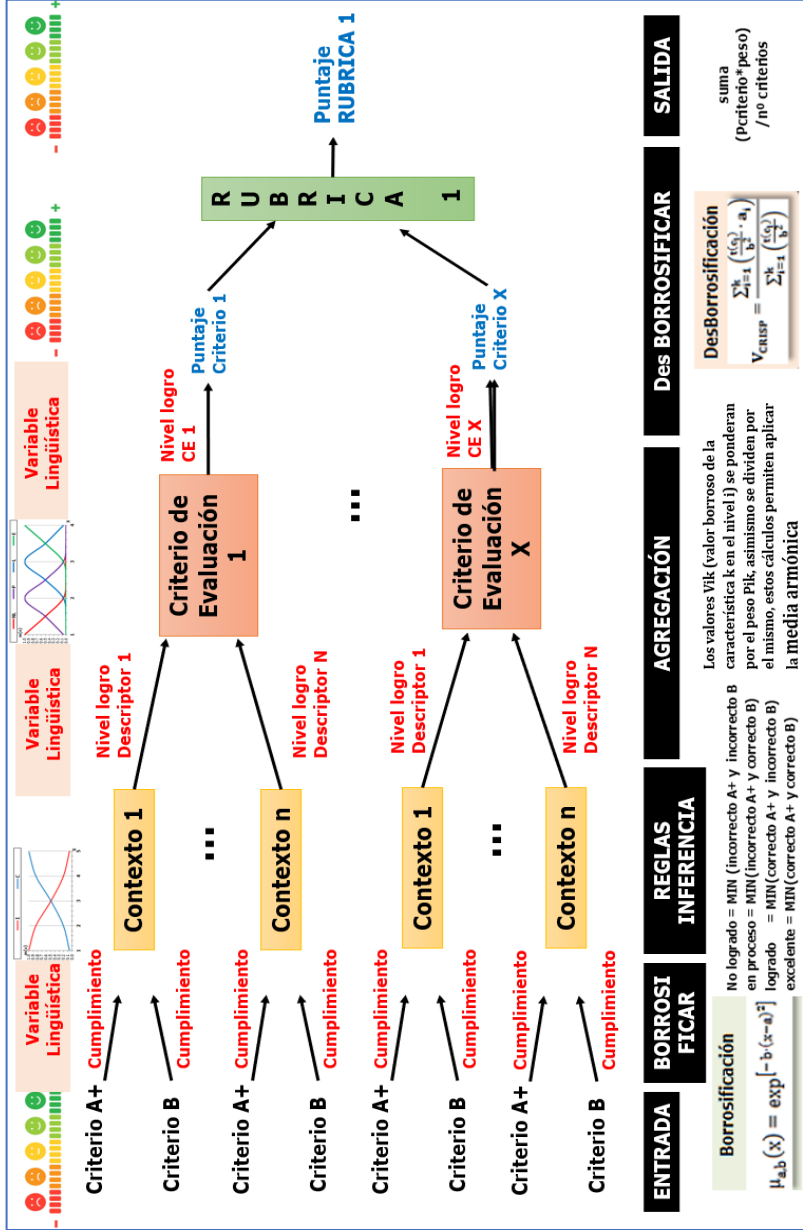 Variable
Lingüística
Variable
Lingüística
Variable
Lingüística
Criterio A+
Cumplimiento
Criterio B
Cumplimiento
Contexto 1
Nivel logro
Descriptor 1
...
Criterio A+
Cumplimiento
Criterio B
Cumplimiento
Contexto n
Nivel logro
Descriptor N
Criterio de
Evaluación
1
Nivel logro
CE 1
Puntaje
Criterio 1
...
Criterio A+
Cumplimiento
Criterio B
Cumplimiento
Contexto 1
Nivel logro
Descriptor 1
...
Criterio A+
Cumplimiento
Criterio B
Cumplimiento
Contexto n
Nivel logro
Descriptor N
Criterio de
Evaluación
X
Nivel logro
CE X
Puntaje
Criterio X
R U B R I C A 1
Puntaje
RUBRICA 1
ENTRADA
BORROSI
FICAR
REGLAS
INFERENCIA
AGREGACIÓN
Des BORROSIFICAR
SALIDA
Borrosificación
μa,b(x) = exp[-b·(x-a)²]
No logrado = MIN (incorrecto A+ y incorrecto B
en proceso = MIN(incorrecto A+ y correcto B)
logrado = MIN(correcto A+ y incorrecto B)
excelente = MIN(correcto A+ y correcto B)
Los valores Vik (valor borroso de la
característica k en el nivel i) se ponderan
por el peso Pik, asimismo se dividen por
el mismo, estos cálculos permiten aplicar
la media armónica
DesBorrosificación
suma
(Pcriterio*peso)
/nº criterios